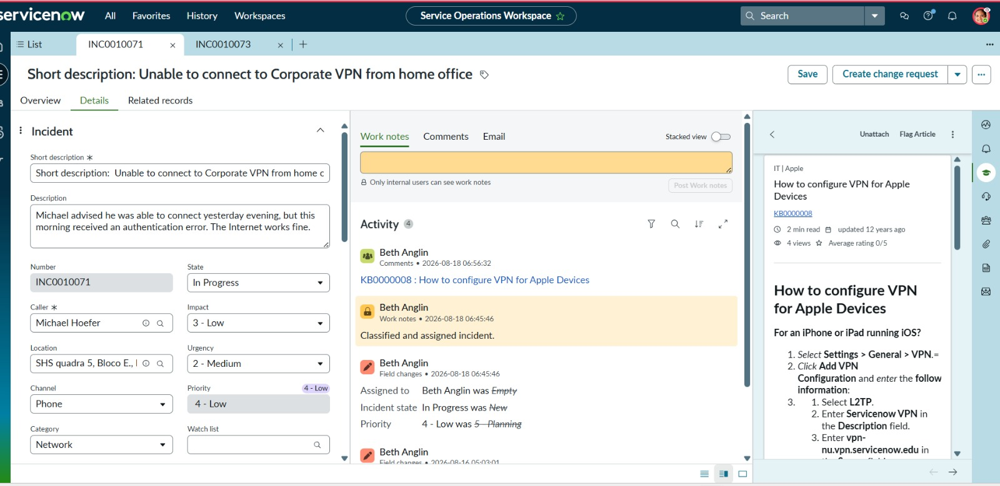 servicenow
All Favorites History Workspaces
Service Operations Workspace
Search
List
INC0010071
INC0010073
Short description: Unable to connect to Corporate VPN from home office
Save
Create change request
Overview Details Related records
Incident
Short description *
Short description: Unable to connect to Corporate VPN from home o
Description
Michael advised he was able to connect yesterday evening, but this
morning received an authentication error. The Internet works fine.
Number
INC0010071
State
In Progress
Caller *
Michael Hoefer
Impact
3 - Low
Location
SHS quadra 5, Bloco E.,
Urgency
2 - Medium
Channel
Phone
Priority
4 - Low
4 - Low
Category
Network
Watch list
Work notes Comments Email
Stacked view
Only internal users can see work notes
Post Work notes
Activity 4
Beth Anglin
Comments • 2026-08-18 06:56:32
KB0000008 : How to configure VPN for Apple Devices
Beth Anglin
Work notes • 2026-08-18 06:45:46
Classified and assigned incident.
Beth Anglin
Field changes • 2026-08-18 06:45:46
Assigned to Beth Anglin was Empty
Incident state In Progress was New
Priority 4 - Low was 5 - Planning
Beth Anglin
Field changes • 2026-08-16 05:03:01
Unattach Flag Article
IT | Apple
How to configure VPN for Apple
Devices
KB0000008
2 min read updated 12 years ago
4 views Average rating 0/5
How to configure VPN
for Apple Devices
For an iPhone or iPad running iOS?
1. Select Settings > General > VPN.=
2. Click Add VPN
Configuration and enter the follow
information:
3. 1. Select L2TP.
2. Enter Servicenow VPN in
the Description field.
3. Enter vpn-
nu.vpn.servicenow.edu in